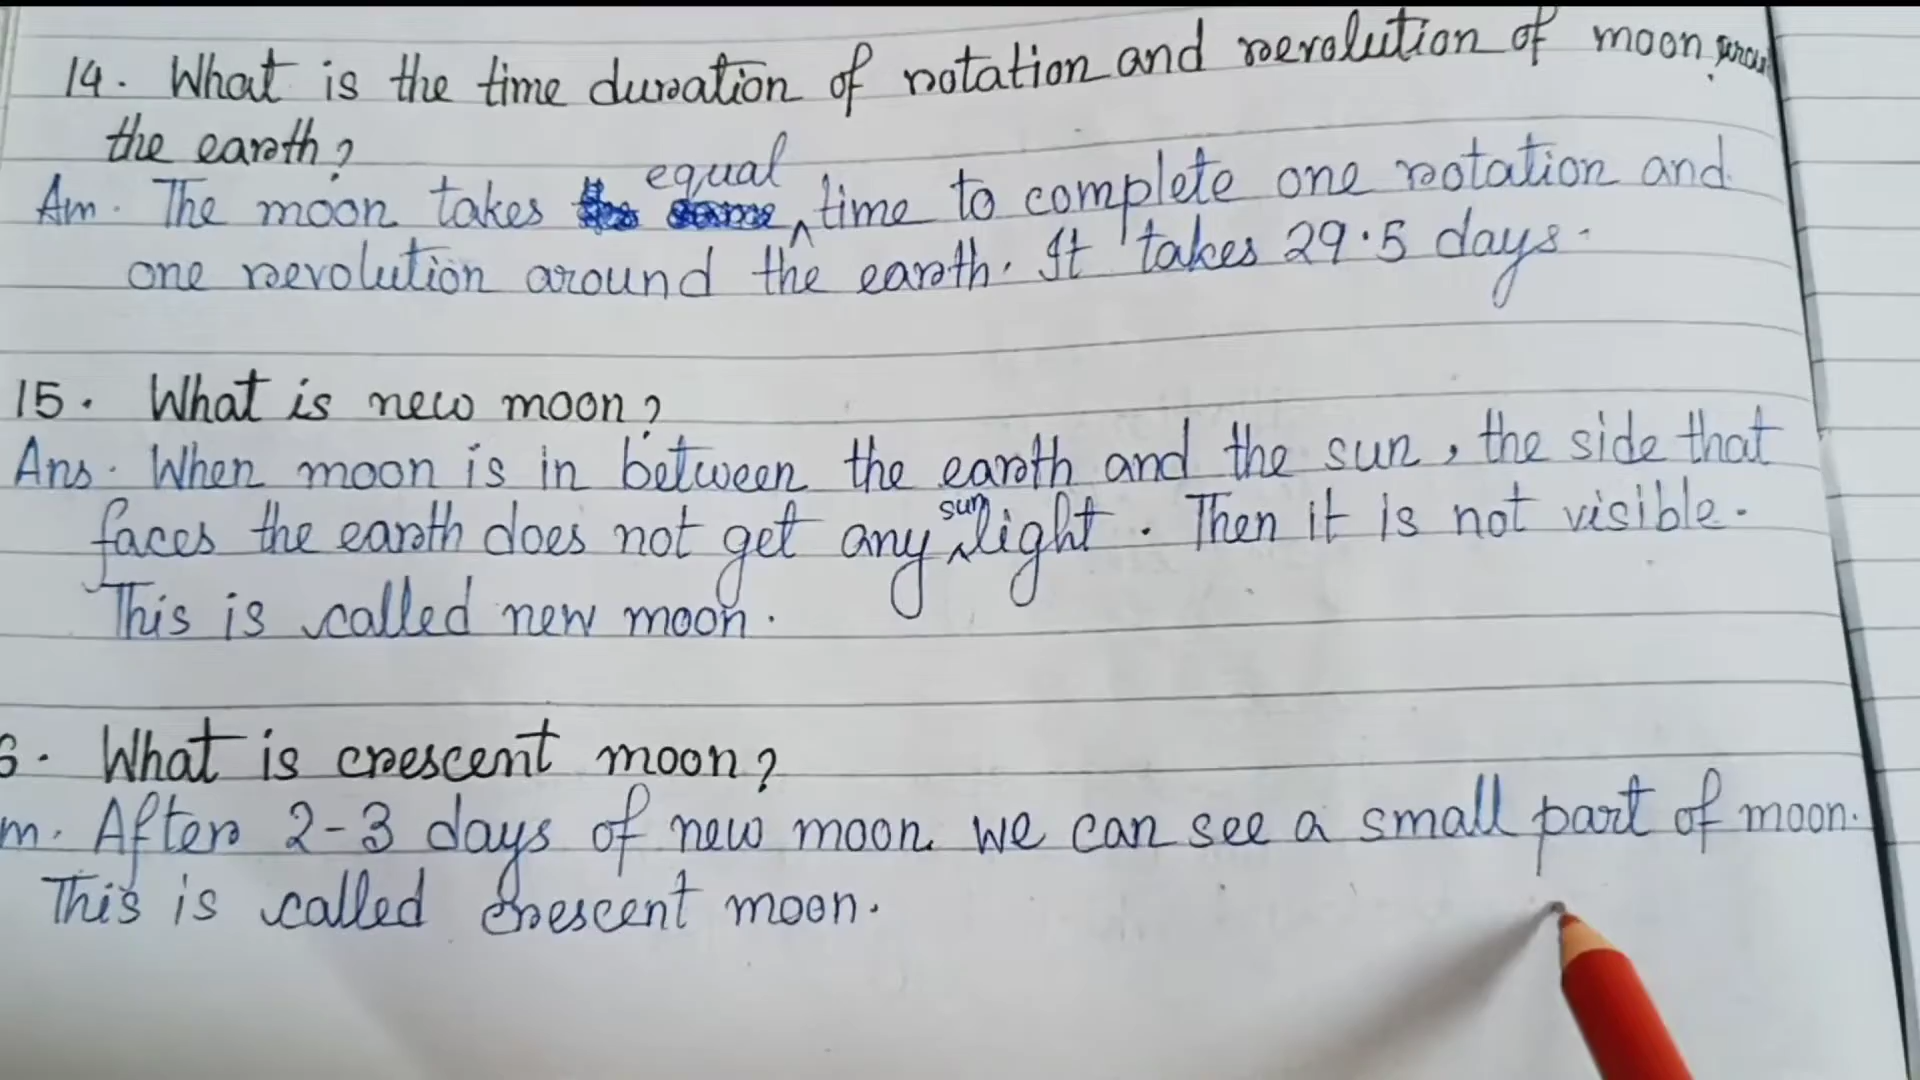 14. What is the time duration of rotation and revolution of moon
the earth?
equal
Ans. The moon takes time to complete one rotation and
one revolution around the earth. It takes 29.5 days.
15. What is new moon?
Ans. When moon is in between the earth and the sun, the side that
faces the earth does not get any sun light. Then it is not visible.
This is called new moon.
. What is crescent moon?
. After 2-3 days of new moon we can see a small part of moon.
This is called crescent moon.